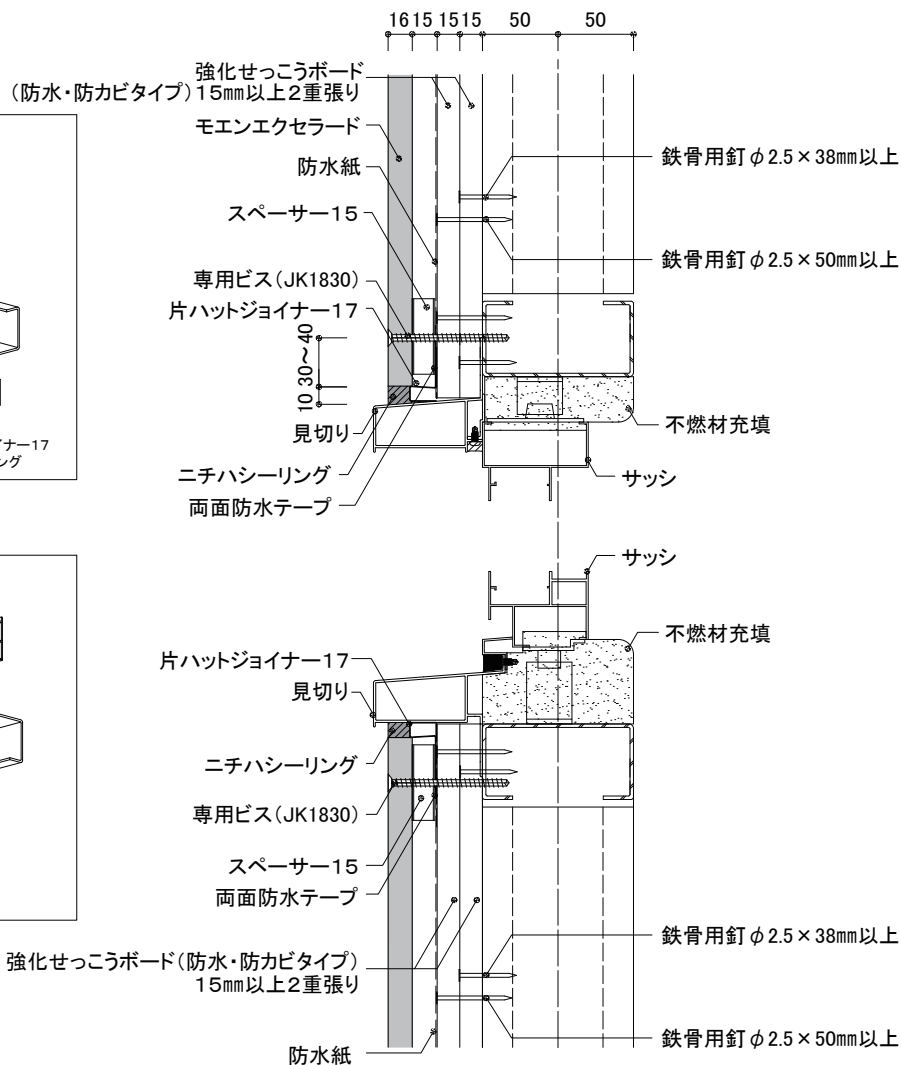 16 15 15 15 50 50
強化せっこうボード
（防水・防カビタイプ）15mm以上2重張り
モエンエクセラード
防水紙
スペーサー15
専用ビス（JK1830）
片ハットジョイナー17
10 30～40
見切り
ニチハシーリング
両面防水テープ
鉄骨用釘φ2.5×38mm以上
鉄骨用釘φ2.5×50mm以上
不燃材充填
サッシ
イナー17
ング
サッシ
不燃材充填
片ハットジョイナー17
見切り
ニチハシーリング
専用ビス（JK1830）
スペーサー15
両面防水テープ
強化せっこうボード（防水・防カビタイプ）
15mm以上2重張り
防水紙
鉄骨用釘φ2.5×38mm以上
鉄骨用釘φ2.5×50mm以上